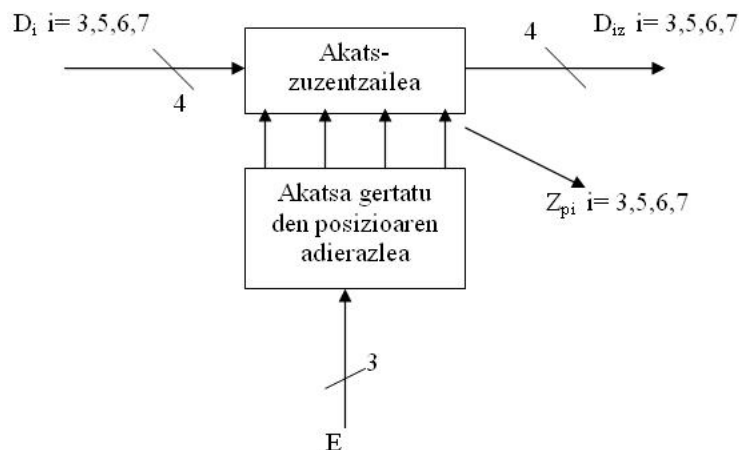 D_i i= 3,5,6,7
4
Akats-
zuzentzailea
4
D_iz i= 3,5,6,7
Z_pi i= 3,5,6,7
Akatsa gertatu
den posizioaren
adierazlea
3
E